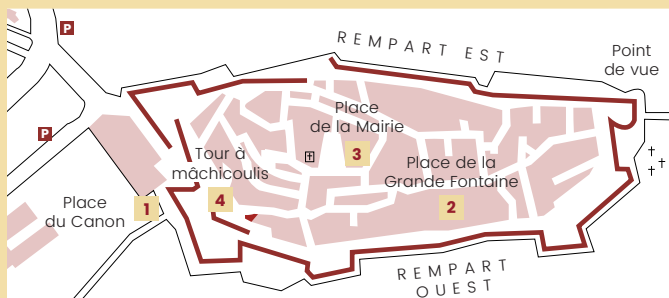 P
REMPART EST
Point
de vue
Place
de la Mairie
P
Tour à
mâchicoulis
3
Place de la
Grande Fontaine
Place
du Canon
1
4
2
REMPART
OUEST